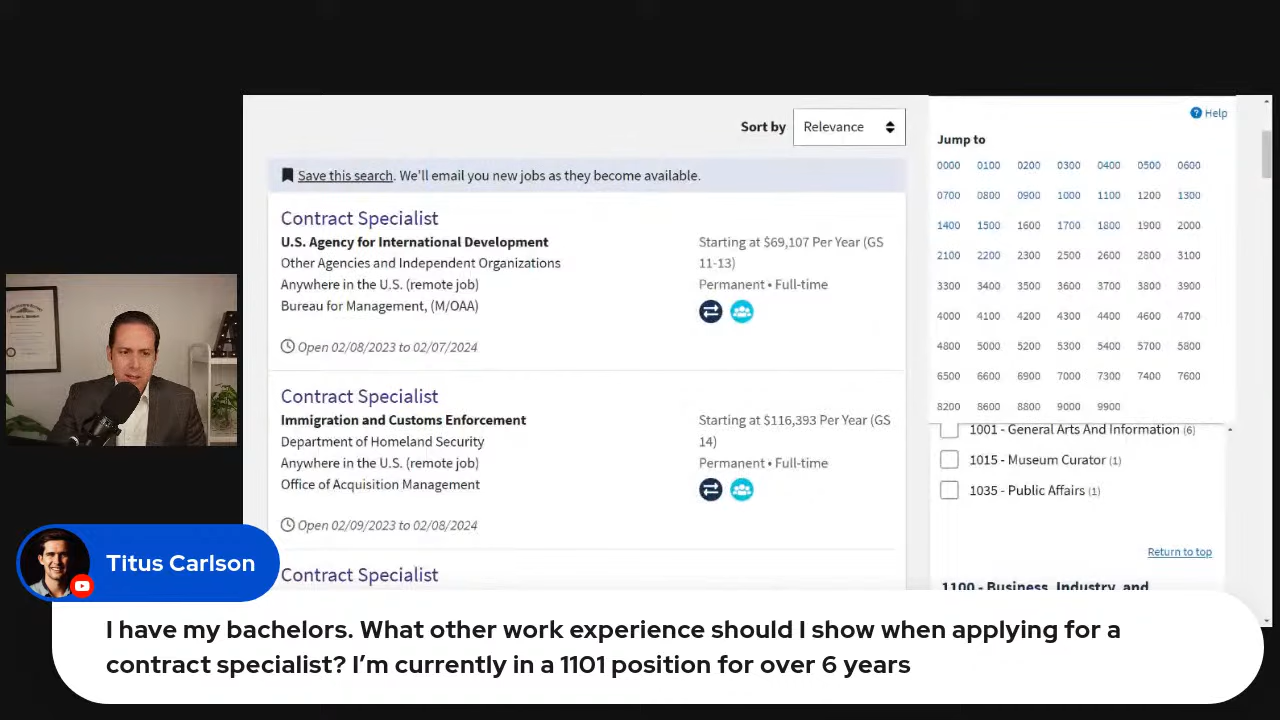 Help
Sort by Relevance
Jump to
0000 0100 0200 0300 0400 0500 0600
0700 0800 0900 1000 1100 1200 1300
1400 1500 1600 1700 1800 1900 2000
2100 2200 2300 2500 2600 2800 3100
3300 3400 3500 3600 3700 3800 3900
4000 4100 4200 4300 4400 4600 4700
4800 5000 5200 5300 5400 5700 5800
6500 6600 6900 7000 7300 7400 7600
8200 8600 8800 9000 9900
1001 - General Arts And Information (6)
1015 - Museum Curator (1)
1035 - Public Affairs (1)
Return to top
1100 - Business, Industry, and
Save this search. We'll email you new jobs as they become available.
Contract Specialist
U.S. Agency for International Development
Other Agencies and Independent Organizations
Anywhere in the U.S. (remote job)
Bureau for Management, (M/OAA)
Starting at $69,107 Per Year (GS
11-13)
Permanent • Full-time
Open 02/08/2023 to 02/07/2024
Contract Specialist
Immigration and Customs Enforcement
Department of Homeland Security
Anywhere in the U.S. (remote job)
Office of Acquisition Management
Starting at $116,393 Per Year (GS
14)
Permanent • Full-time
Open 02/09/2023 to 02/08/2024
Contract Specialist
Titus Carlson
I have my bachelors. What other work experience should I show when applying for a
contract specialist? I'm currently in a 1101 position for over 6 years